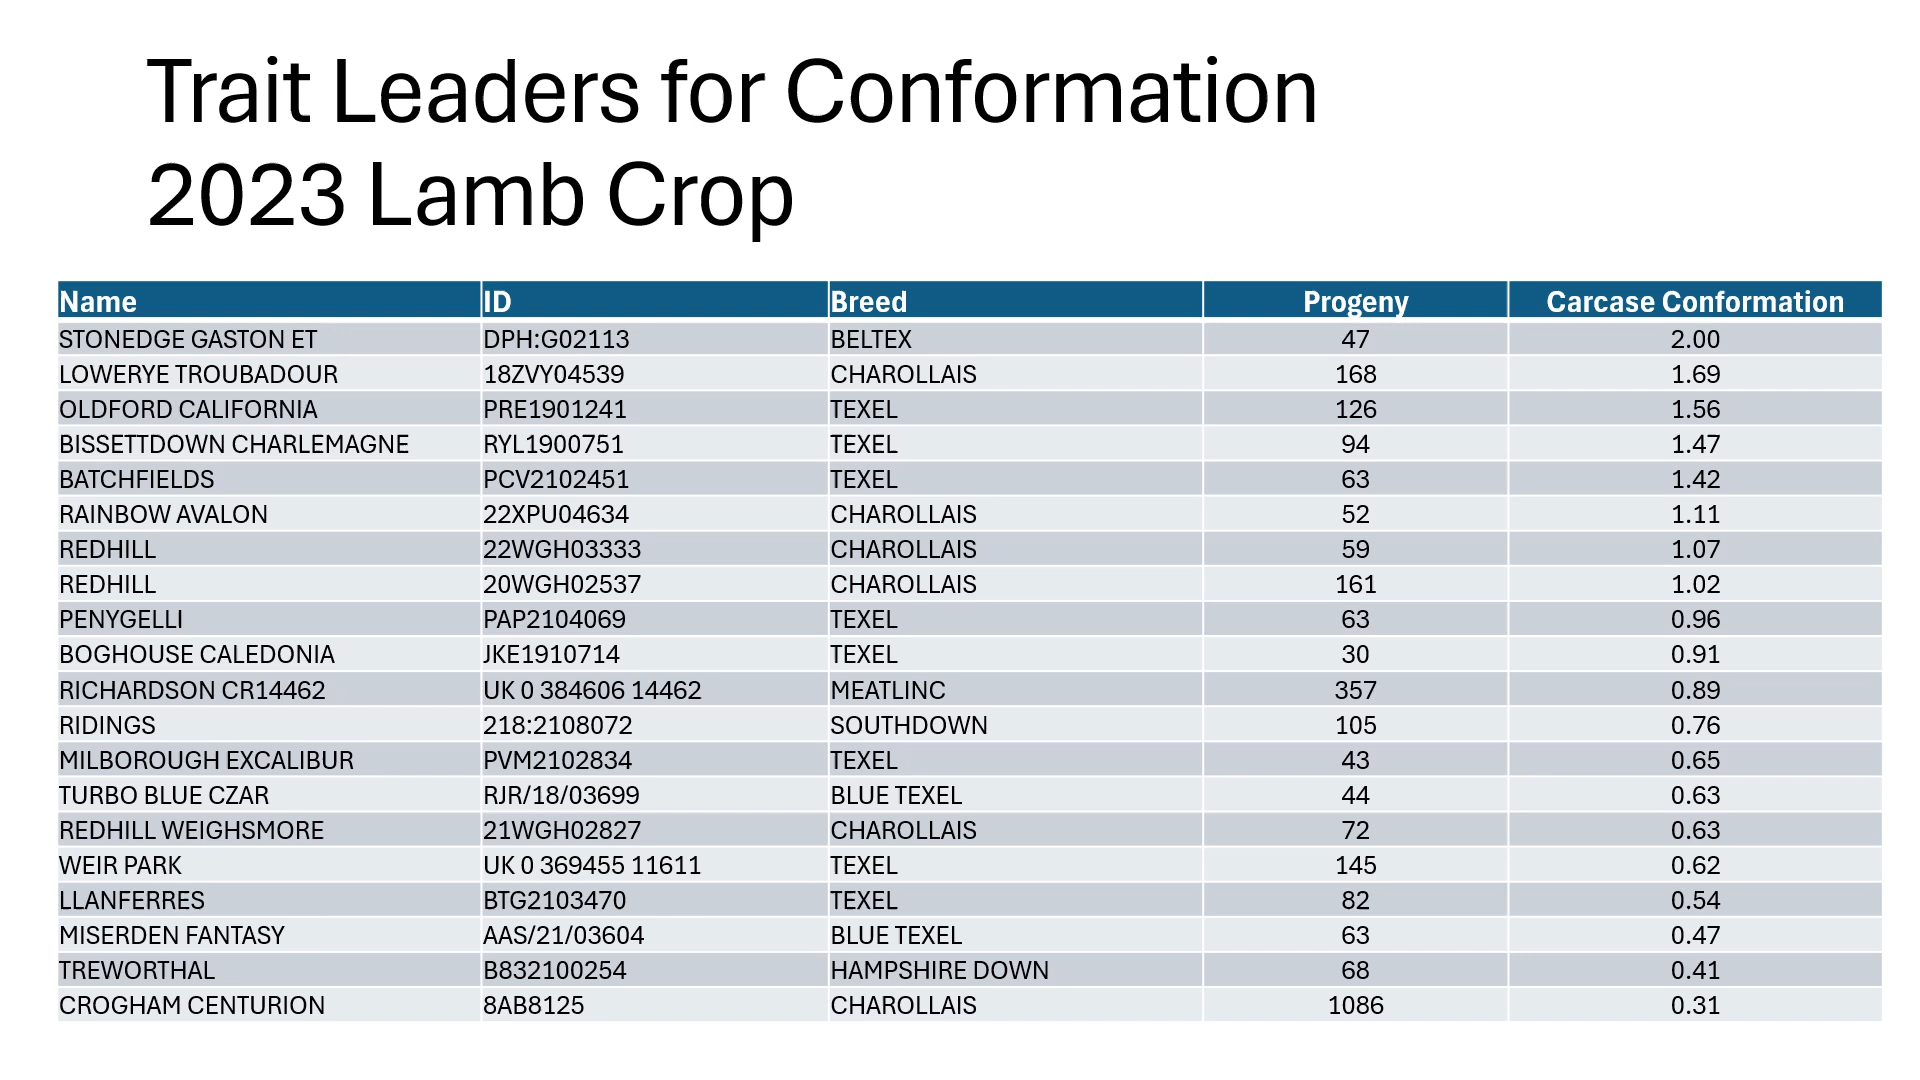 Trait Leaders for Conformation
2023 Lamb Crop
Name ID Breed Progeny Carcase Conformation
STONEDGE GASTON ET DPH:G02113 BELTEX 47 2.00
LOWERYE TROUBADOUR 18ZVY04539 CHAROLLAIS 168 1.69
OLDFORD CALIFORNIA PRE1901241 TEXEL 126 1.56
BISSETTDOWN CHARLEMAGNE RYL1900751 TEXEL 94 1.47
BATCHFIELDS PCV2102451 TEXEL 63 1.42
RAINBOW AVALON 22XPU04634 CHAROLLAIS 52 1.11
REDHILL 22WGH03333 CHAROLLAIS 59 1.07
REDHILL 20WGH02537 CHAROLLAIS 161 1.02
PENYGELLI PAP2104069 TEXEL 63 0.96
BOGHOUSE CALEDONIA JKE1910714 TEXEL 30 0.91
RICHARDSON CR14462 UK 0 384606 14462 MEATLINC 357 0.89
RIDINGS 218:2108072 SOUTHDOWN 105 0.76
MILBOROUGH EXCALIBUR PVM2102834 TEXEL 43 0.65
TURBO BLUE CZAR RJR/18/03699 BLUE TEXEL 44 0.63
REDHILL WEIGHSMORE 21WGH02827 CHAROLLAIS 72 0.63
WEIR PARK UK 0 369455 11611 TEXEL 145 0.62
LLANFERRES BTG2103470 TEXEL 82 0.54
MISERDEN FANTASY AAS/21/03604 BLUE TEXEL 63 0.47
TREWORTHAL B832100254 HAMPSHIRE DOWN 68 0.41
CROGHAM CENTURION 8AB8125 CHAROLLAIS 1086 0.31